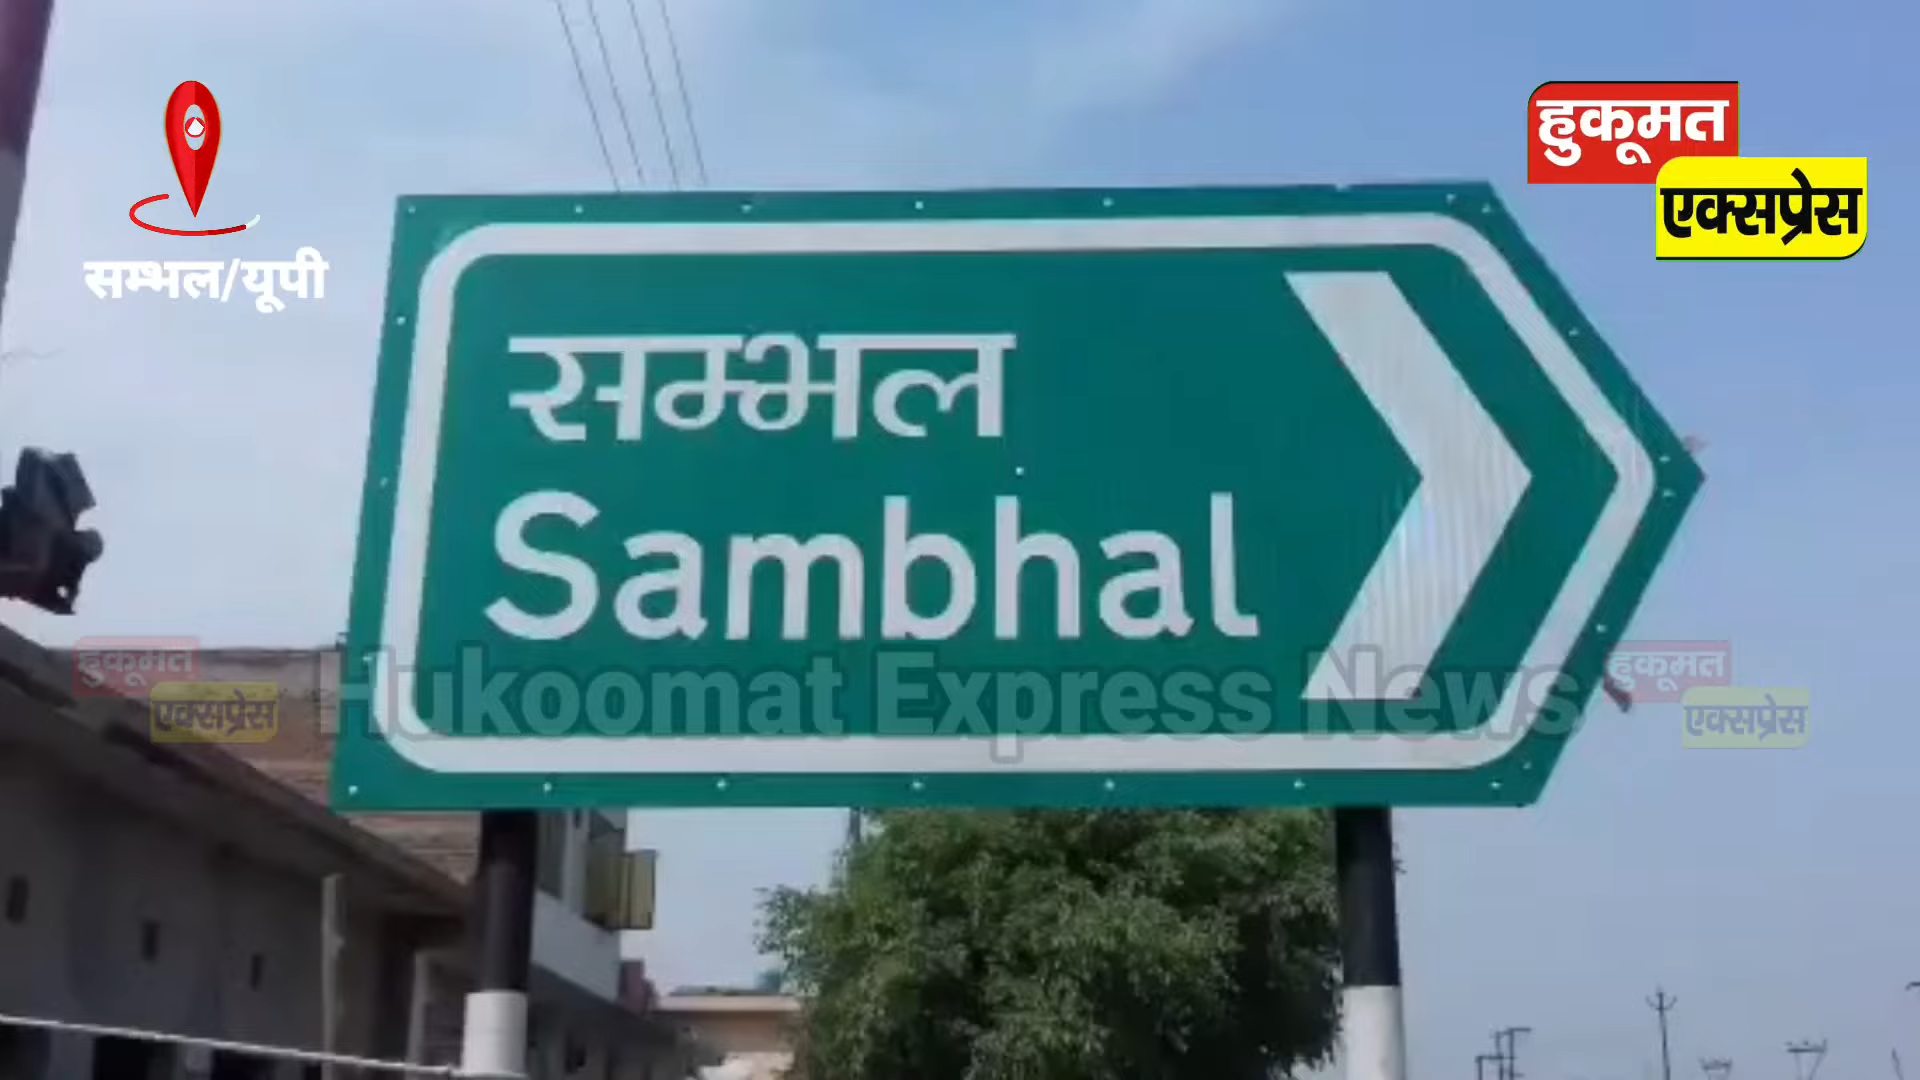 हुकूमत
एक्सप्रेस
सम्भल/यूपी
सम्भल
Sambhal
Hukoomat Express News
हुकूमत
एक्सप्रेस
हुकूमत
एक्सप्रेस